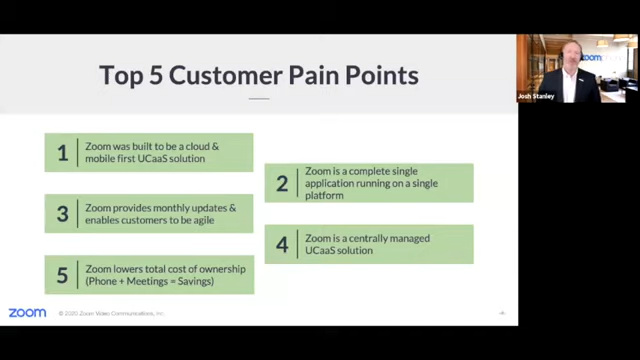 Top 5 Customer Pain Points
1
Zoom was built to be a cloud &
mobile first UCaaS solution
2
Zoom is a complete single
application running on a single
platform
3
Zoom provides monthly updates &
enables customers to be agile
4
Zoom is a centrally managed
UCaaS solution
5
Zoom lowers total cost of ownership
(Phone + Meetings = Savings)
zoom
© 2020 Zoom Video Communications, Inc.
Josh Stanley